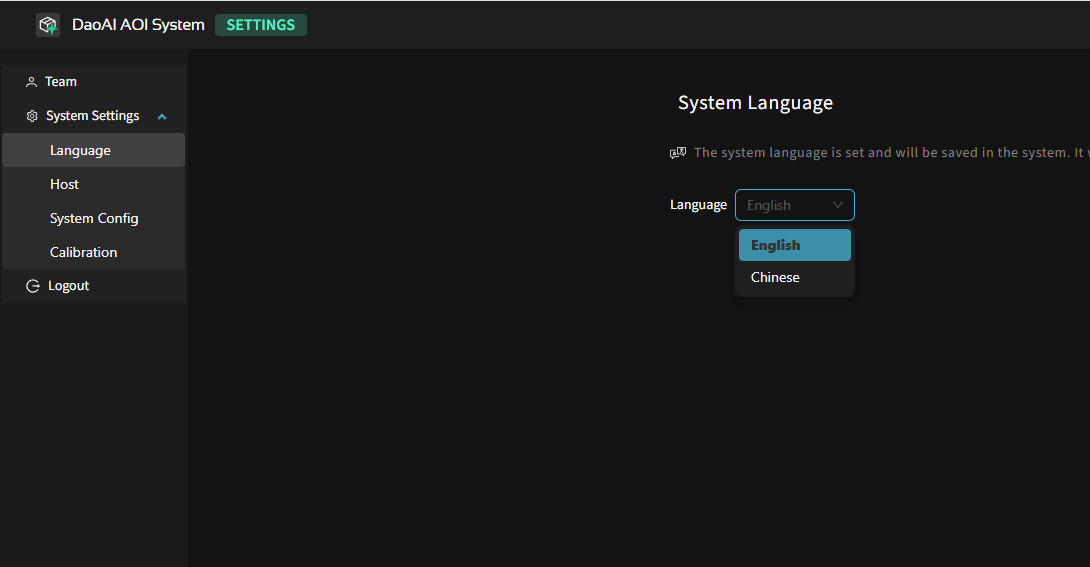 DaoAI AOI System SETTINGS
Team
System Settings
Language
Host
System Config
Calibration
Logout
System Language
The system language is set and will be saved in the system. It
Language English
English
Chinese